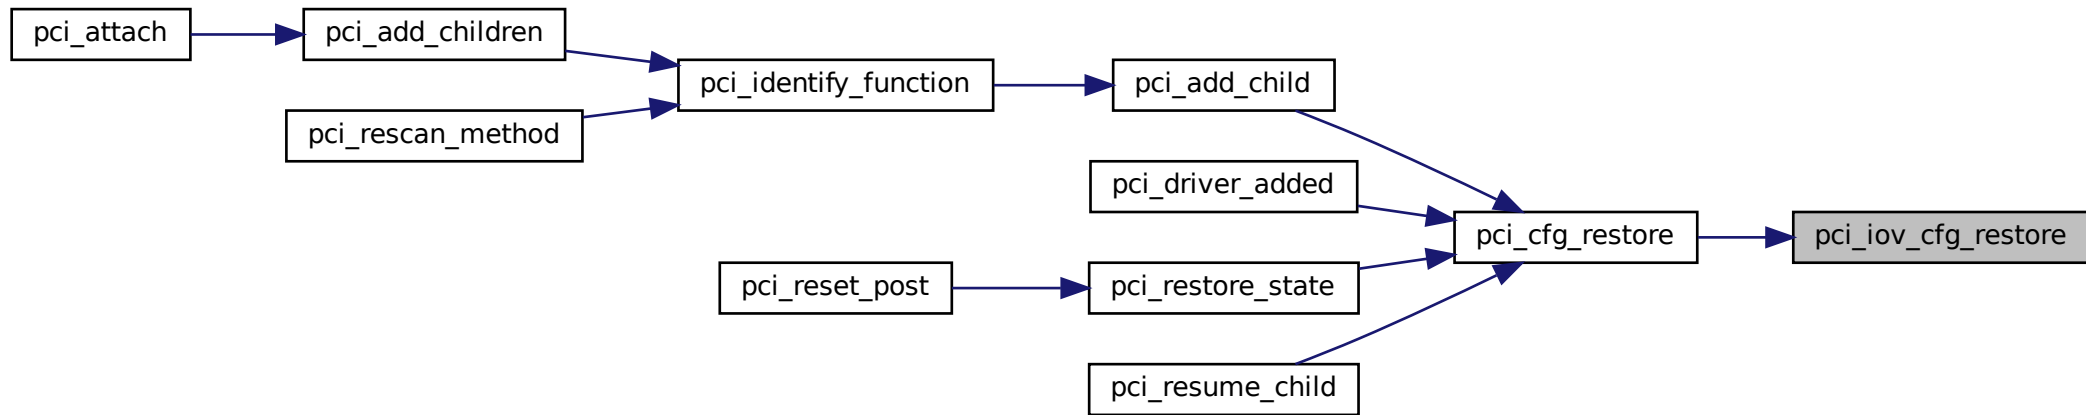 pci_attach
pci_add_children
pci_identify_function
pci_add_child
pci_rescan_method
pci_driver_added
pci_cfg_restore
pci_iov_cfg_restore
pci_reset_post
pci_restore_state
pci_resume_child